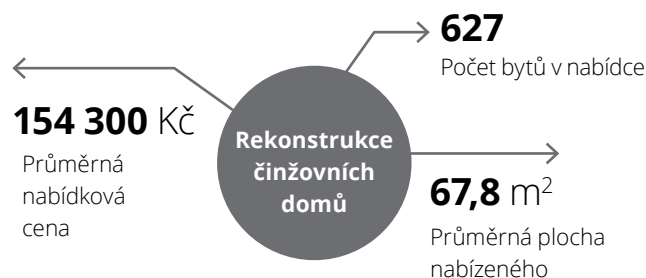 627
Počet bytů v nabídce
154 300 Kč
Průměrná
nabídková
cena
Rekonstrukce
činžovních
domů
67,8 m²
Průměrná plocha
nabízeného